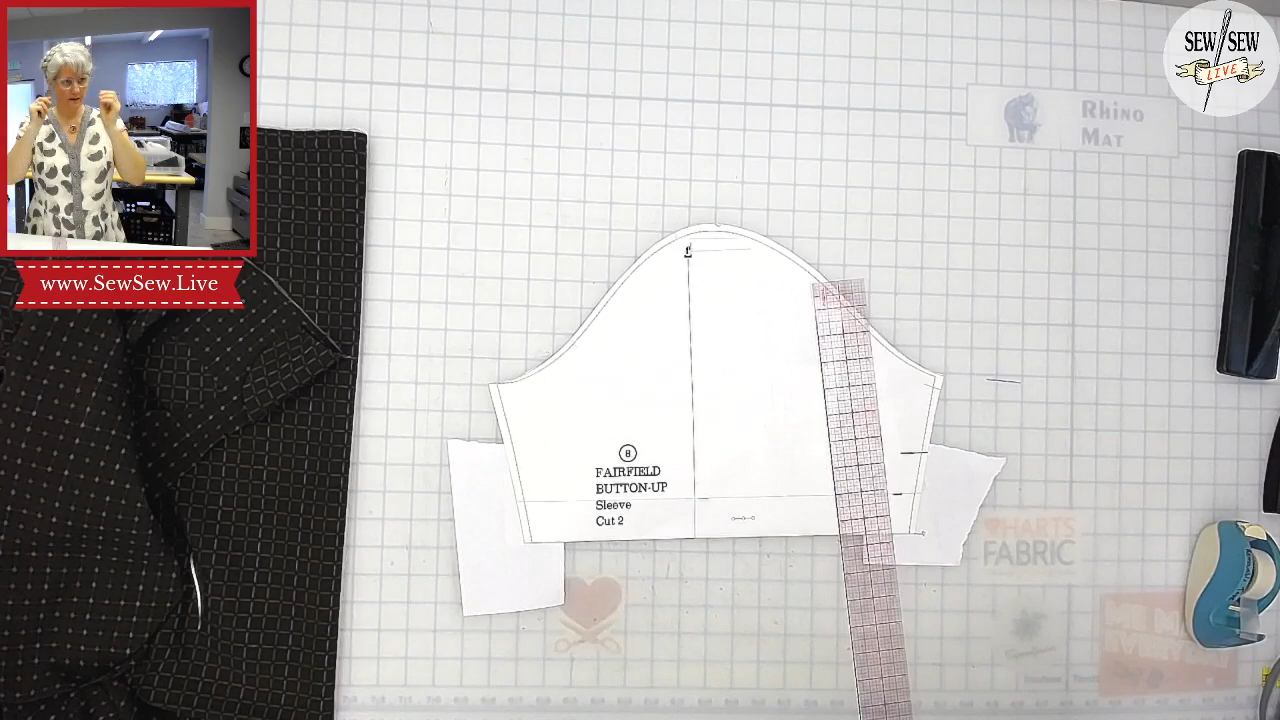 SEW SEW
LIVE
RHINO
MAT
www.SewSew.Live
8
FAIRFIELD
BUTTON-UP
Sleeve
Cut 2
HARTS
FABRIC